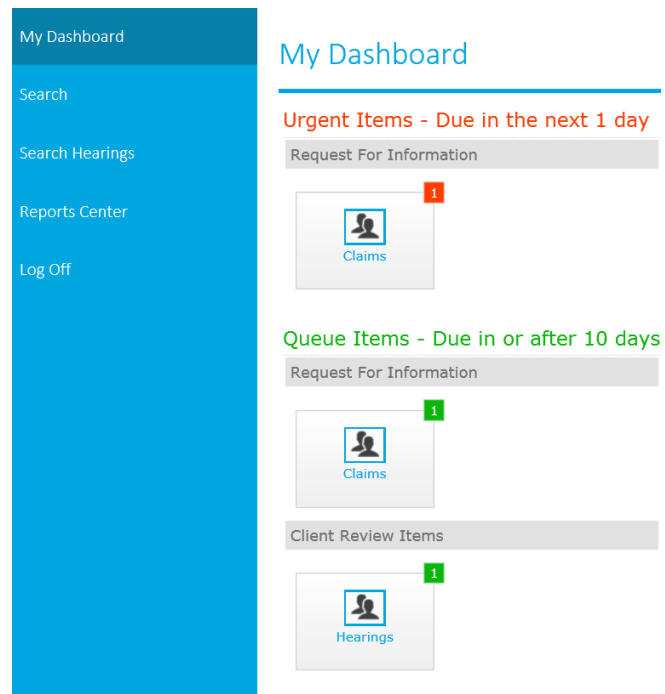 My Dashboard
Search
Search Hearings
Reports Center
Log Off
My Dashboard
Urgent Items - Due in the next 1 day
Request For Information
1
Claims
Queue Items - Due in or after 10 days
Request For Information
1
Claims
Client Review Items
1
Hearings